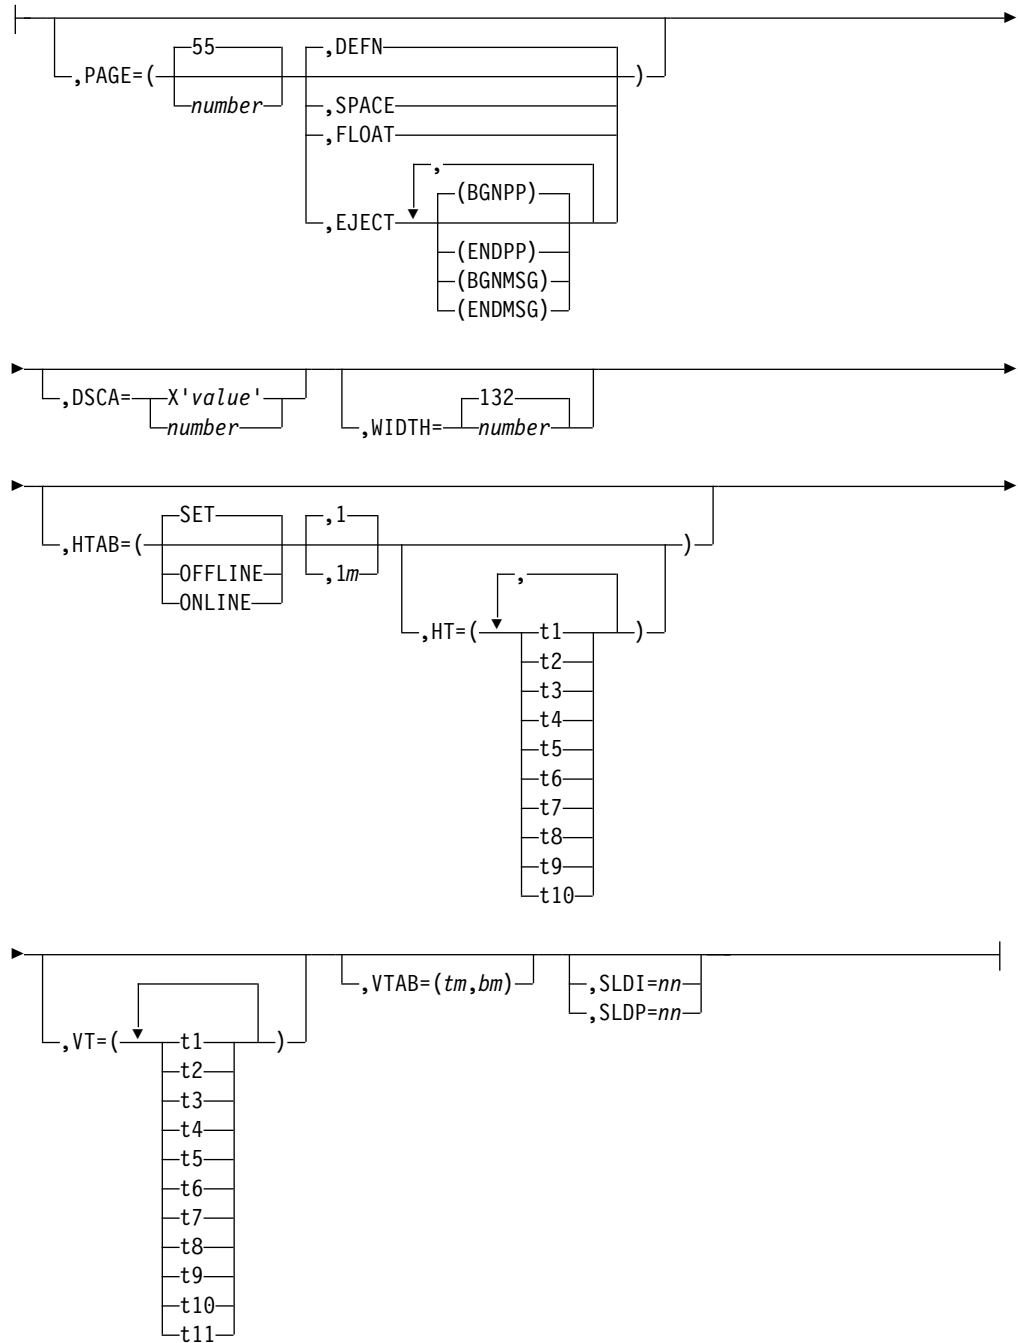 55
,DEFN
,PAGE=(
)
number
,SPACE
,FLOAT
,
(BGNPP)
,EJECT
(ENDPP)
(BGNMSG)
(ENDMSG)
,DSCA=
X'value'
number
132
,WIDTH=
number
SET
,1
,HTAB=(
)
OFFLINE
,1m
ONLINE
,
,HT=(
t1
)
t2
t3
t4
t5
t6
t7
t8
t9
t10
,VTAB=(tm,bm)
,SLDI=nn
,SLDP=nn
,VT=(
t1
)
t2
t3
t4
t5
t6
t7
t8
t9
t10
t11